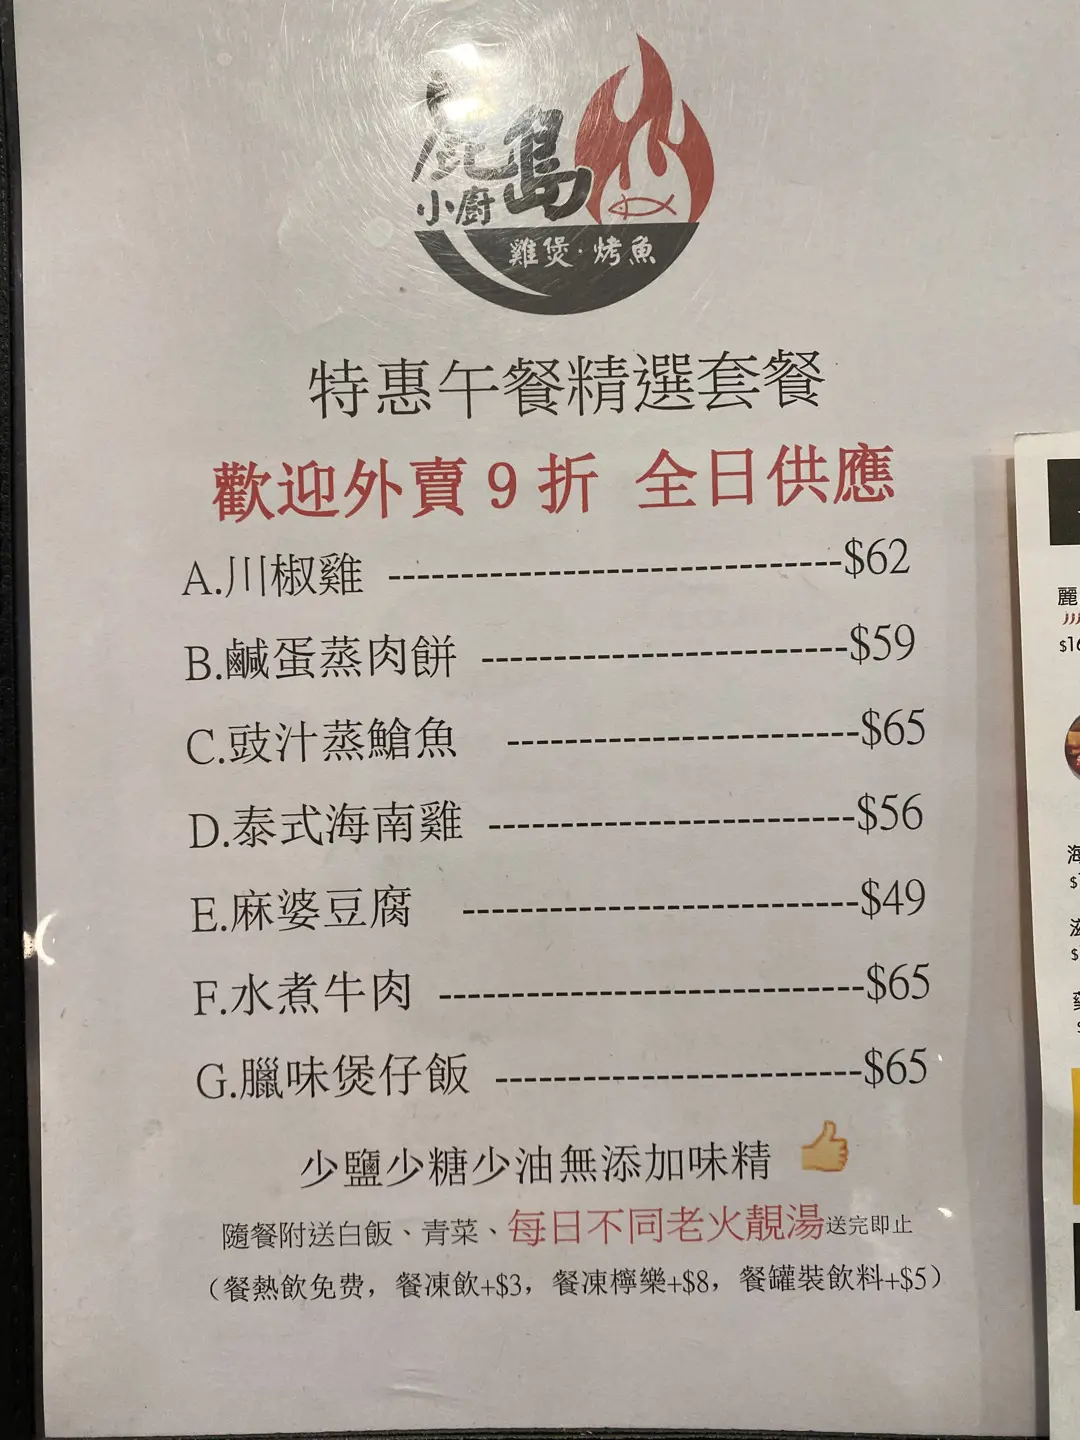 鹿島
小廚
雞煲·烤魚
特惠午餐精選套餐
歡迎外賣9折 全日供應
A.川椒雞 ------------------------------$62
B.鹹蛋蒸肉餅 -------------------------$59
C.豉汁蒸鱠魚 ------------------------$65
D.泰式海南雞 -------------------------$56
E.麻婆豆腐 ---------------------------$49
F.水煮牛肉 -----------------------------$65
G.臘味煲仔飯 -------------------------$65
少鹽少糖少油無添加味精 👍
隨餐附送白飯、青菜、每日不同老火靚湯送完即止
（餐熱飲免费，餐凍飲+$3，餐凍檸樂+$8，餐罐裝飲料+$5）
麗
$16
海
$
$